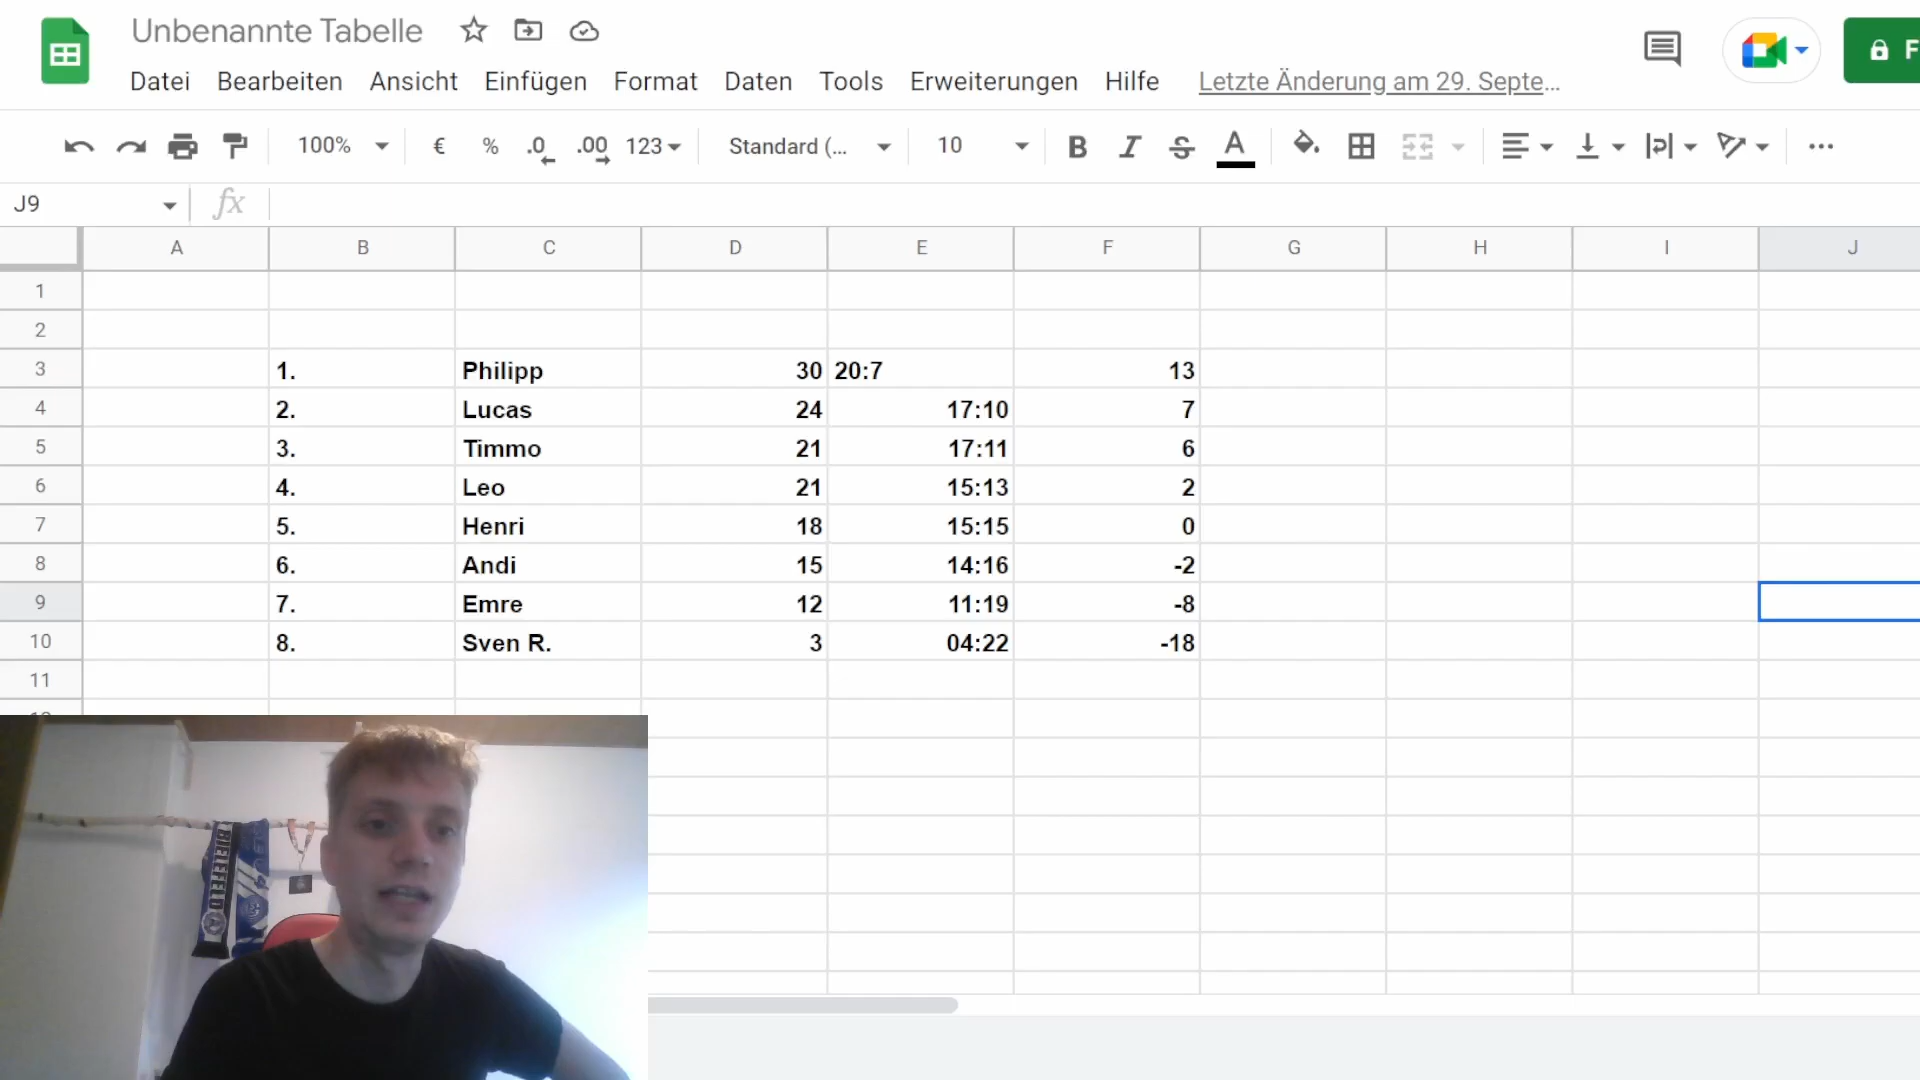 Unbenannte Tabelle
Datei Bearbeiten Ansicht Einfügen Format Daten Tools Erweiterungen Hilfe Letzte Änderung am 29. Septe…
100% € % .0 .00 123 Standard (... 10 B I S A
F
J9 fx
A B C D E F G H I J
1
2
3 1. Philipp 30 20:7 13
4 2. Lucas 24 17:10 7
5 3. Timmo 21 17:11 6
6 4. Leo 21 15:13 2
7 5. Henri 18 15:15 0
8 6. Andi 15 14:16 -2
9 7. Emre 12 11:19 -8
10 8. Sven R. 3 04:22 -18
11
BIELEFELD